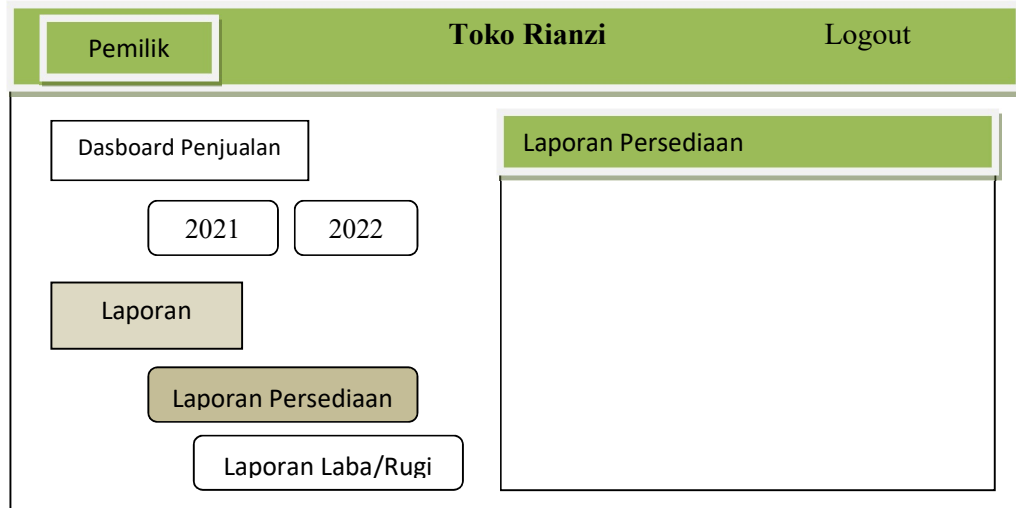 Pemilik
Toko Rianzi
Logout
Dasboard Penjualan
Laporan Persediaan
2021
2022
Laporan
Laporan Persediaan
Laporan Laba/Rugi